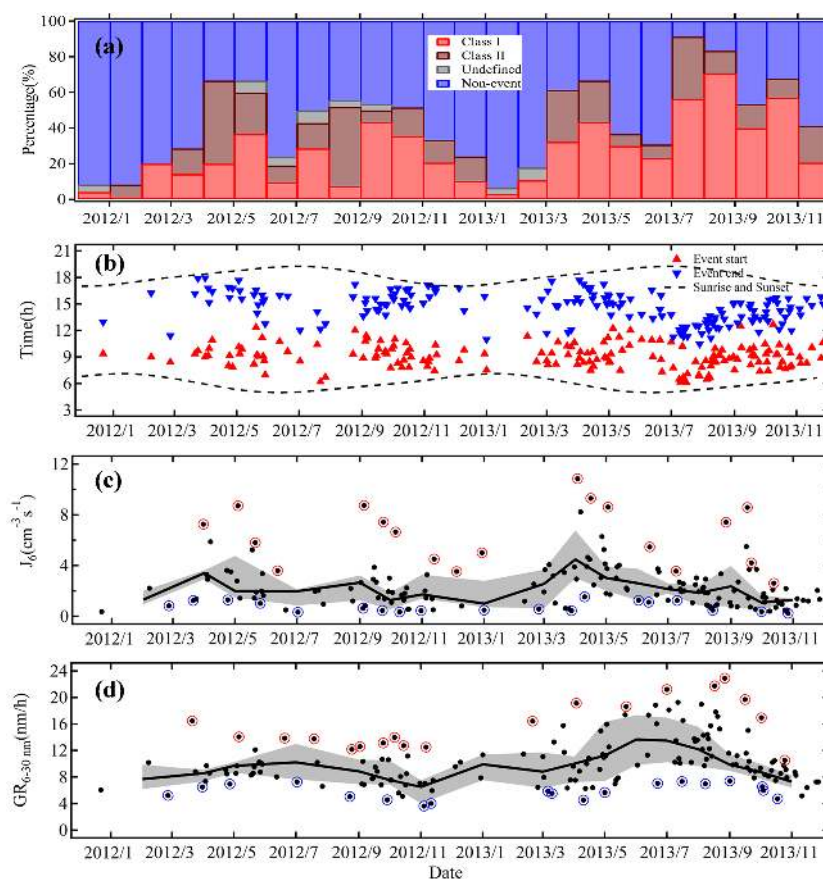 100
80
60
40
20
0
Percentage(%)
(a)
Class I
Class II
Undefined
Non-event
2012/1 2012/3 2012/5 2012/7 2012/9 2012/11 2013/1 2013/3 2013/5 2013/7 2013/9 2013/11
21
18
15
12
9
6
3
Time(h)
(b)
Event start
Event end
Sunrise and Sunset
2012/1 2012/3 2012/5 2012/7 2012/9 2012/11 2013/1 2013/3 2013/5 2013/7 2013/9 2013/11
12
8
4
0
J6(cm-3 s-1)
(c)
2012/1 2012/3 2012/5 2012/7 2012/9 2012/11 2013/1 2013/3 2013/5 2013/7 2013/9 2013/11
24
20
16
12
8
4
0
GR6-30 nm(nm/h)
(d)
2012/1 2012/3 2012/5 2012/7 2012/9 2012/11 2013/1 2013/3 2013/5 2013/7 2013/9 2013/11
Date